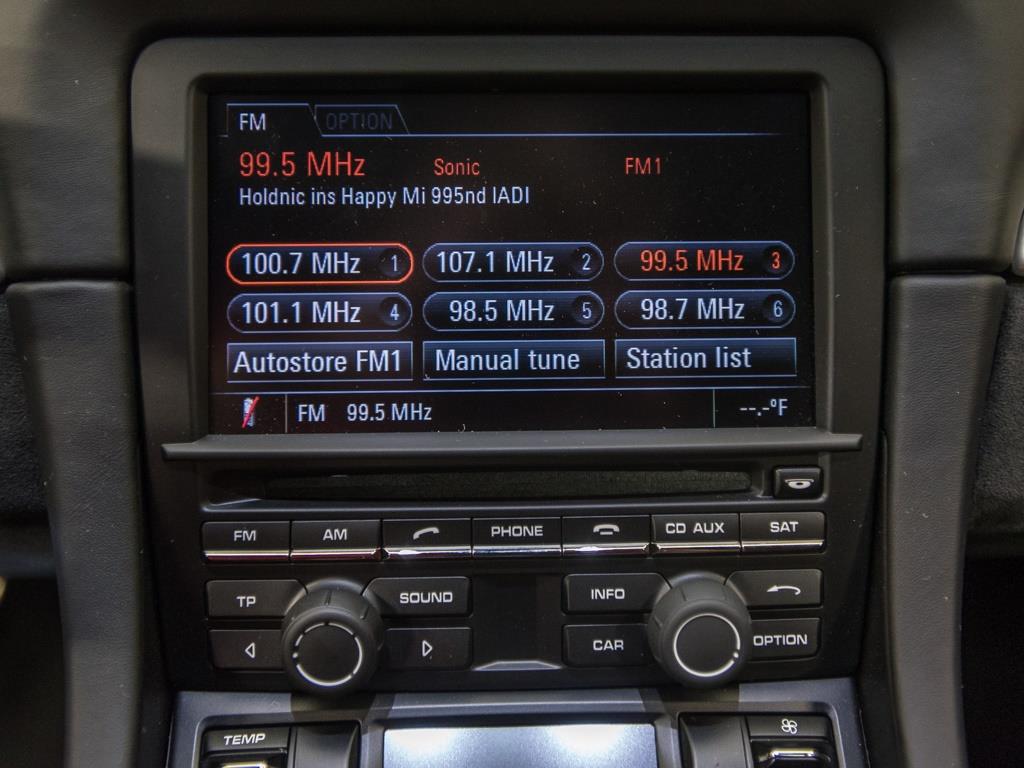 FM OPTION
99.5 MHz Sonic FM1
Holdnic ins Happy Mi 995nd IADI
100.7 MHz 1 107.1 MHz 2 99.5 MHz 3
101.1 MHz 4 98.5 MHz 5 98.7 MHz 6
Autostore FM1 Manual tune Station list
FM 99.5 MHz --.-ºF
FM AM PHONE CD AUX SAT
TP SOUND INFO
CAR OPTION
TEMP